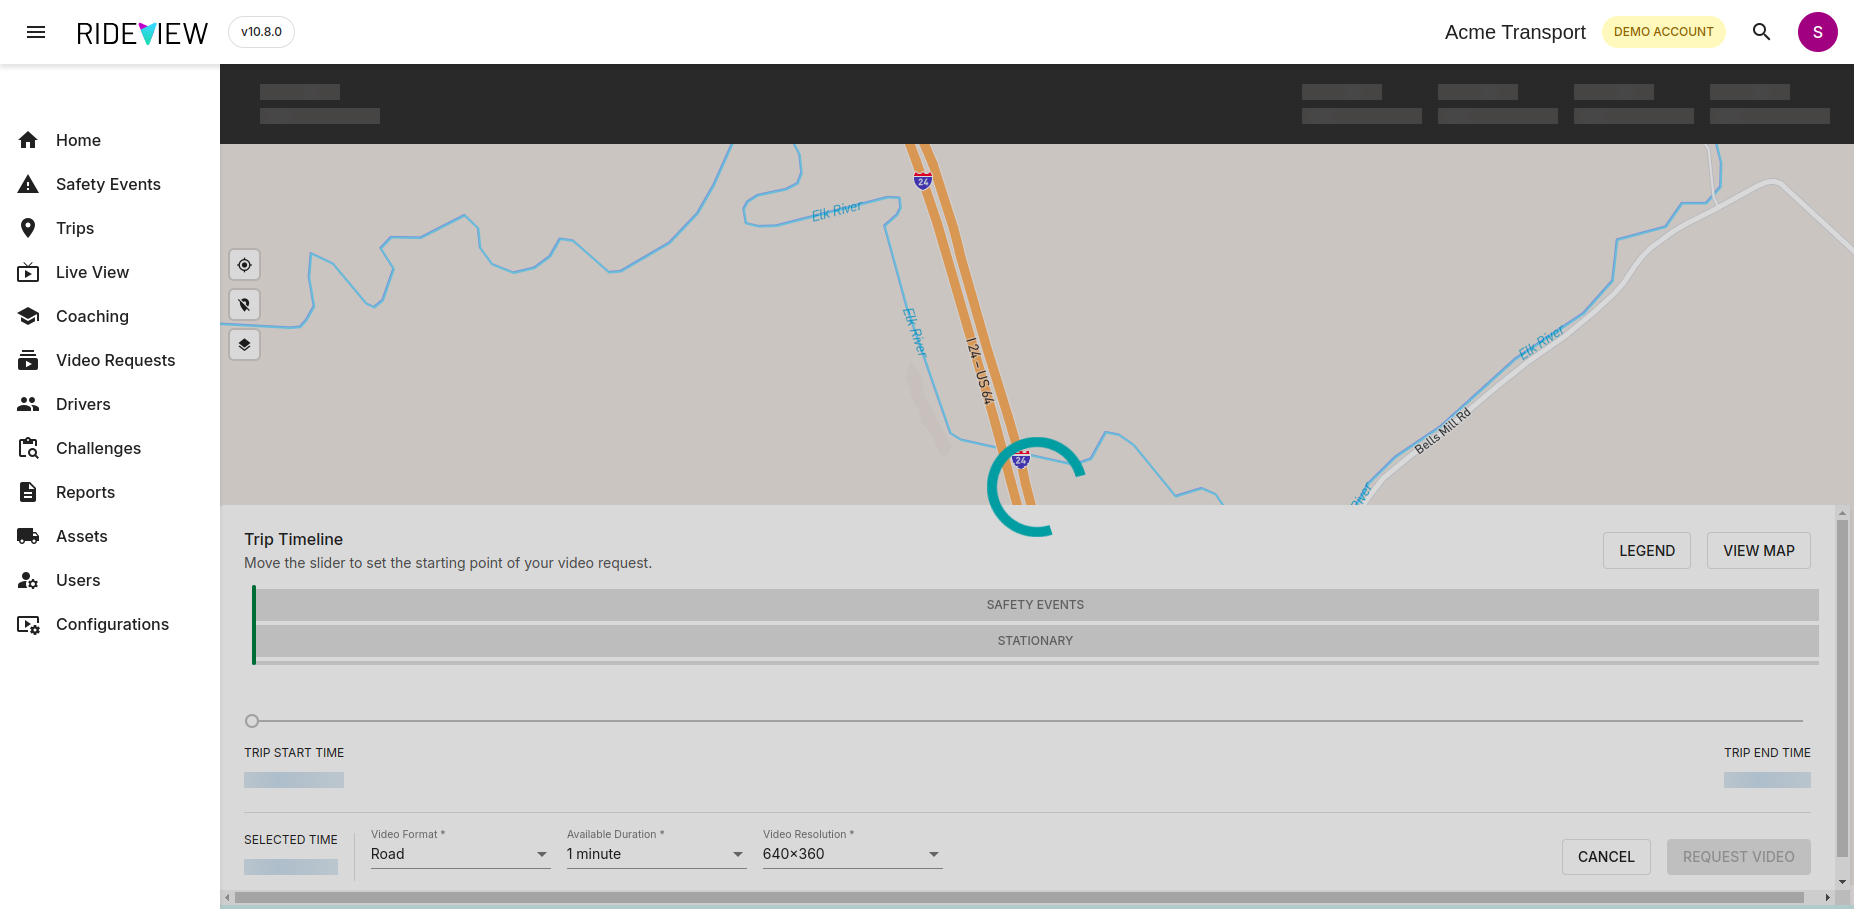 RIDEVIEW
v10.8.0
Acme Transport
DEMO ACCOUNT
S
Home
Safety Events
Trips
Live View
Coaching
Video Requests
Drivers
Challenges
Reports
Assets
Users
Configurations
24
Elk River
Elk River
I 24 – US 64
Elk River
Bells Mill Rd
24
River
Trip Timeline
Move the slider to set the starting point of your video request.
LEGEND
VIEW MAP
SAFETY EVENTS
STATIONARY
TRIP START TIME
TRIP END TIME
SELECTED TIME
Video Format *
Road
Available Duration *
1 minute
Video Resolution *
640×360
CANCEL
REQUEST VIDEO